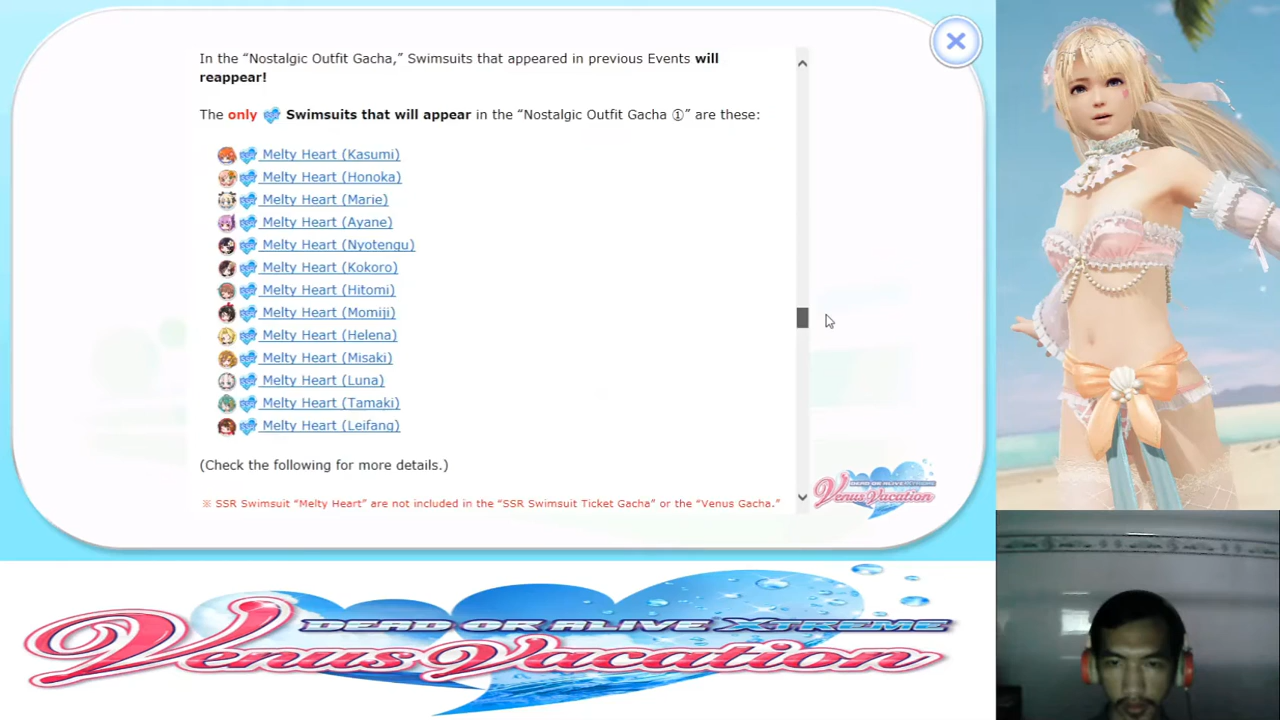 In the “Nostalgic Outfit Gacha,” Swimsuits that appeared in previous Events will
reappear!
The only Swimsuits that will appear in the “Nostalgic Outfit Gacha ①” are these:
Melty Heart (Kasumi)
Melty Heart (Honoka)
Melty Heart (Marie)
Melty Heart (Ayane)
Melty Heart (Nyotengu)
Melty Heart (Kokoro)
Melty Heart (Hitomi)
Melty Heart (Momiji)
Melty Heart (Helena)
Melty Heart (Misaki)
Melty Heart (Luna)
Melty Heart (Tamaki)
Melty Heart (Leifang)
(Check the following for more details.)
※ SSR Swimsuit “Melty Heart” are not included in the “SSR Swimsuit Ticket Gacha” or the “Venus Gacha.”
DEAD OR ALIVE XTREME
Venus Vacation
DEAD OR ALIVE XTREME
Venus Vacation